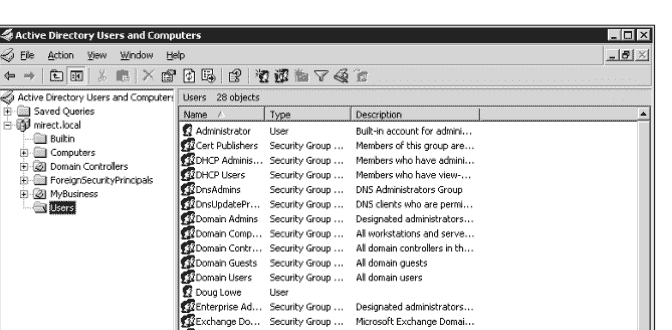 Active Directory Users and Computers
File Action View Window Help
Active Directory Users and Computers
Saved Queries
mirect.local
Builtin
Computers
Domain Controllers
ForeignSecurityPrincipals
MyBusiness
Users
Users 28 objects
Name Type Description
Administrator User Built-in account for admini...
Cert Publishers Security Group ... Members of this group are...
DHCP Adminis... Security Group ... Members who have admini...
DHCP Users Security Group ... Members who have view-...
DnsAdmins Security Group ... DNS Administrators Group
DnsUpdatePr... Security Group ... DNS clients who are permi...
Domain Admins Security Group ... Designated administrators...
Domain Comp... Security Group ... All workstations and serve...
Domain Contr... Security Group ... All domain controllers in th...
Domain Guests Security Group ... All domain guests
Domain Users Security Group ... All domain users
Doug Lowe User
Enterprise Ad... Security Group ... Designated administrators...
Exchange Do... Security Group ... Microsoft Exchange Domai...